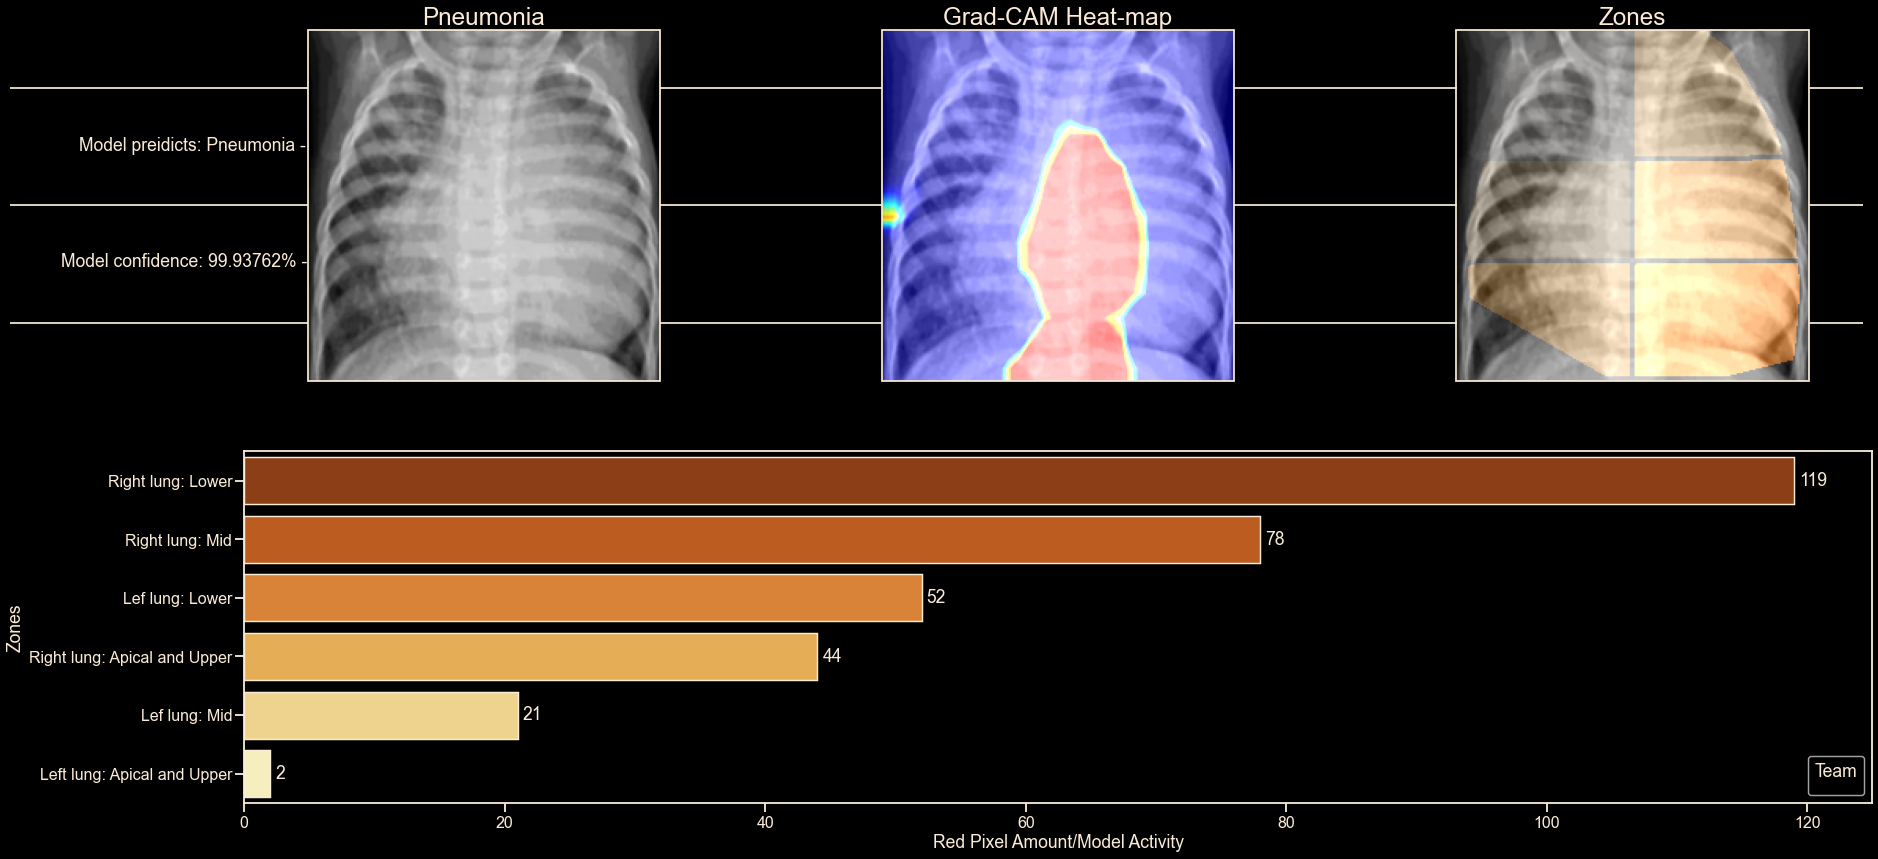 Pneumonia
Grad-CAM Heat-map
Zones
Model preidicts: Pneumonia -
Model confidence: 99.93762% -
Right lung: Lower
119
Right lung: Mid
78
Lef lung: Lower
52
Right lung: Apical and Upper
44
Lef lung: Mid
21
Left lung: Apical and Upper
2
Zones
Team
0 20 40 60 80 100 120
Red Pixel Amount/Model Activity